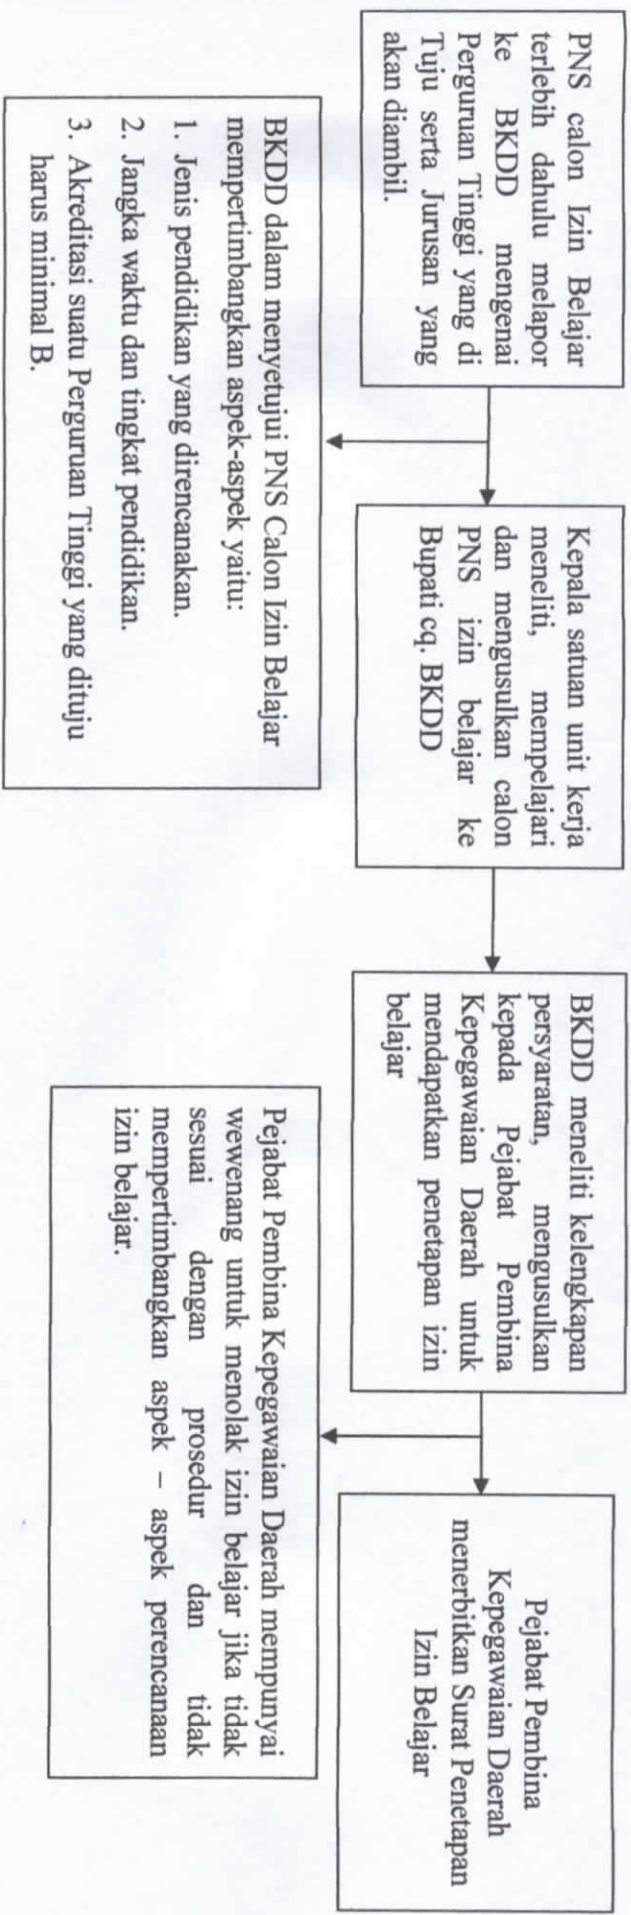 PNS calon Izin Belajar
terlebih dahulu melapor
ke BKDD mengenai
Perguruan Tinggi yang di
Tuju serta Jurusan yang
akan diambil.
BKDD dalam menyetujui PNS Calon Izin Belajar
mempertimbangkan aspek-aspek yaitu:
1. Jenis pendidikan yang direncanakan.
2. Jangka waktu dan tingkat pendidikan.
3. Akreditasi suatu Perguruan Tinggi yang dituju
harus minimal B.
Kepala satuan unit kerja
meneliti, mempelajari
dan mengusulkan calon
PNS izin belajar ke
Bupati cq. BKDD
BKDD meneliti kelengkapan
persyaratan, mengusulkan
kepada Pejabat Pembina
Kepegawaian Daerah untuk
mendapatkan penetapan izin
belajar
Pejabat Pembina Kepegawaian Daerah mempunyai
wewenang untuk menolak izin belajar jika tidak
sesuai dengan prosedur dan tidak
mempertimbangkan aspek – aspek perencanaan
izin belajar.
Pejabat Pembina
Kepegawaian Daerah
menerbitkan Surat Penetapan
Izin Belajar